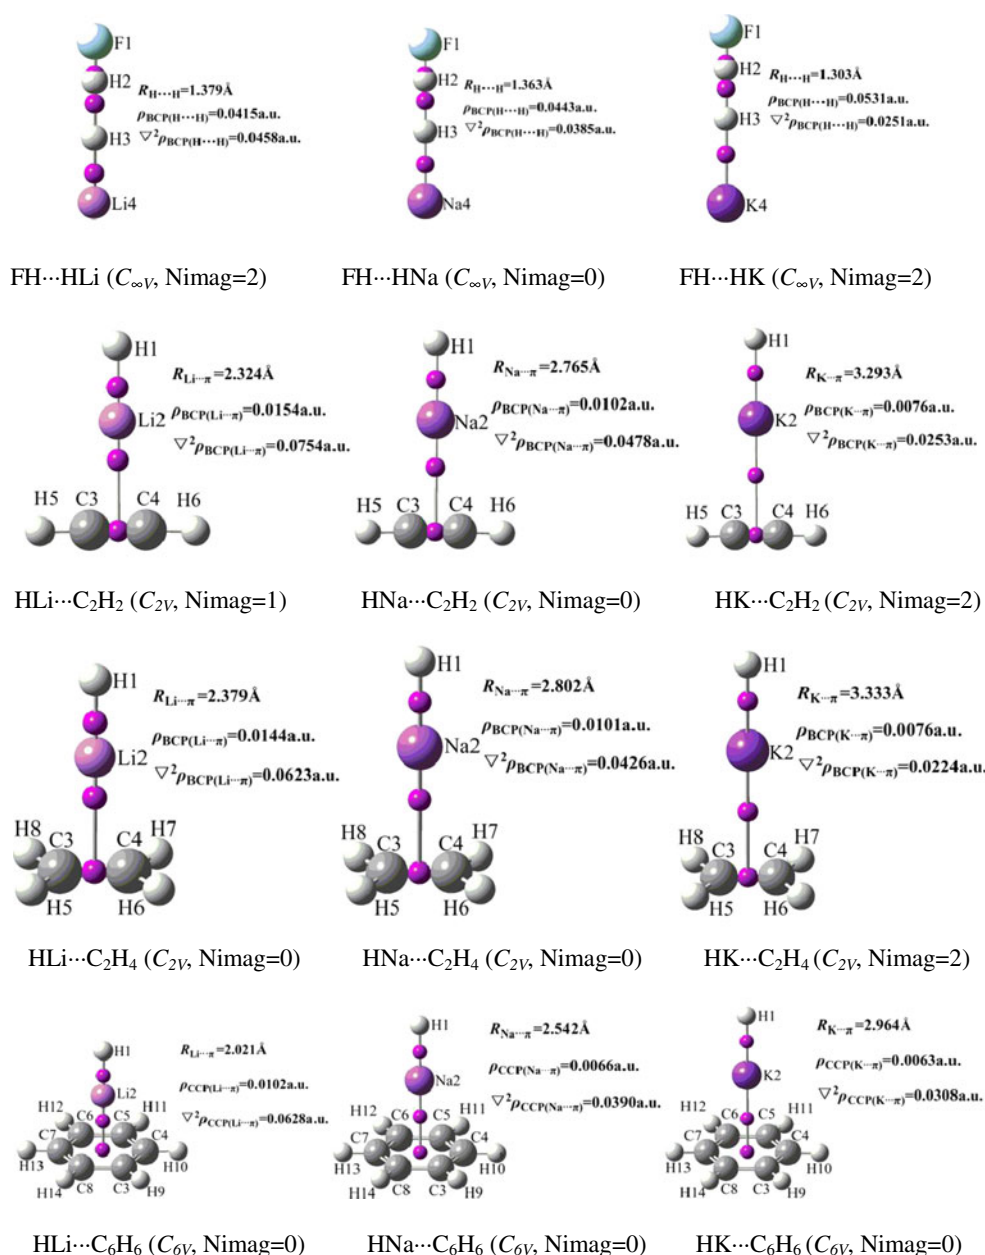 F1
H2
H3
Li4
R_H···H=1.379Å
ρ_BCP(H···H)=0.0415a.u.
▽²ρ_BCP(H···H)=0.0458a.u.
F1
H2
H3
Na4
R_H···H=1.363Å
ρ_BCP(H···H)=0.0443a.u.
▽²ρ_BCP(H···H)=0.0385a.u.
F1
H2
H3
K4
R_H···H=1.303Å
ρ_BCP(H···H)=0.0531a.u.
▽²ρ_BCP(H···H)=0.0251a.u.
FH···HLi (C∞V, Nimag=2)
FH···HNa (C∞V, Nimag=0)
FH···HK (C∞V, Nimag=2)
H1
Li2
H5 C3 C4 H6
R_Li···π=2.324Å
ρ_BCP(Li···π)=0.0154a.u.
▽²ρ_BCP(Li···π)=0.0754a.u.
H1
Na2
H5 C3 C4 H6
R_Na···π=2.765Å
ρ_BCP(Na···π)=0.0102a.u.
▽²ρ_BCP(Na···π)=0.0478a.u.
H1
K2
H5 C3 C4 H6
R_K···π=3.293Å
ρ_BCP(K···π)=0.0076a.u.
▽²ρ_BCP(K···π)=0.0253a.u.
HLi···C₂H₂ (C2V, Nimag=1)
HNa···C₂H₂ (C2V, Nimag=0)
HK···C₂H₂ (C2V, Nimag=2)
H1
Li2
H8 C3 C4 H7
H5 H6
R_Li···π=2.379Å
ρ_BCP(Li···π)=0.0144a.u.
▽²ρ_BCP(Li···π)=0.0623a.u.
H1
Na2
H8 C3 C4 H7
H5 H6
R_Na···π=2.802Å
ρ_BCP(Na···π)=0.0101a.u.
▽²ρ_BCP(Na···π)=0.0426a.u.
H1
K2
H8 C3 C4 H7
H5 H6
R_K···π=3.333Å
ρ_BCP(K···π)=0.0076a.u.
▽²ρ_BCP(K···π)=0.0224a.u.
HLi···C₂H₄ (C2V, Nimag=0)
HNa···C₂H₄ (C2V, Nimag=0)
HK···C₂H₄ (C2V, Nimag=2)
H1
Li2
H12 C6 C5 H11
C7 C4
H13 H10
H14 C8 C3 H9
R_Li···π=2.021Å
ρ_CCP(Li···π)=0.0102a.u.
▽²ρ_CCP(Li···π)=0.0628a.u.
H1
Na2
H12 C6 C5 H11
C7 C4
H13 H10
H14 C8 C3 H9
R_Na···π=2.542Å
ρ_CCP(Na···π)=0.0066a.u.
▽²ρ_CCP(Na···π)=0.0390a.u.
H1
K2
H12 C6 C5 H11
C7 C4
H13 H10
H14 C8 C3 H9
R_K···π=2.964Å
ρ_CCP(K···π)=0.0063a.u.
▽²ρ_CCP(K···π)=0.0308a.u.
HLi···C₆H₆ (C6V, Nimag=0)
HNa···C₆H₆ (C6V, Nimag=0)
HK···C₆H₆ (C6V, Nimag=0)